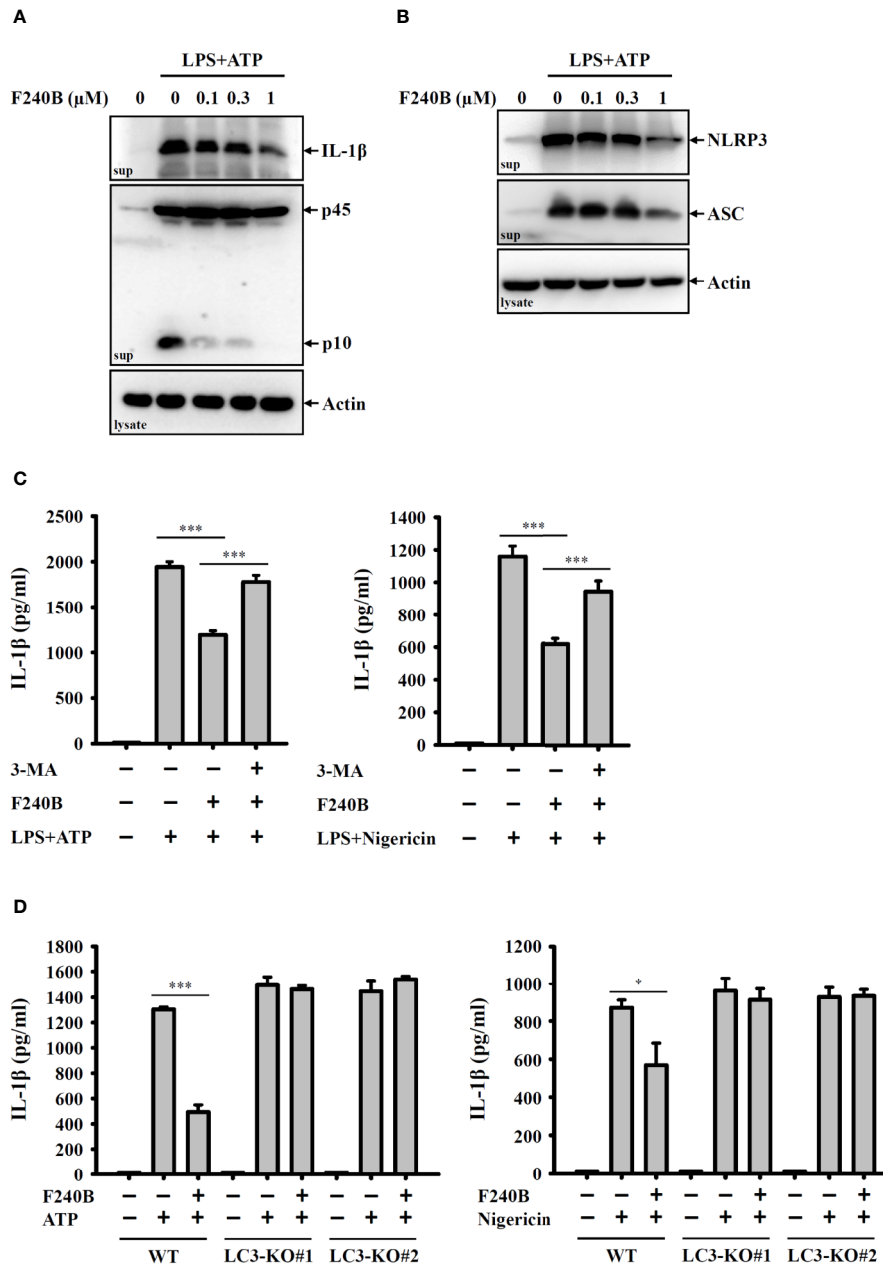 A
LPS+ATP
F240B (μM) 0 0 0.1 0.3 1
IL-1β
sup
p45
p10
sup
Actin
lysate
B
LPS+ATP
F240B (μM) 0 0 0.1 0.3 1
NLRP3
sup
ASC
sup
Actin
lysate
C
IL-1β (pg/ml)
2500
2000
1500
1000
500
0
*** 
***
3-MA − − − +
F240B − − + +
LPS+ATP − + + +
IL-1β (pg/ml)
1400
1200
1000
800
600
400
200
0
***
***
3-MA − − − +
F240B − − + +
LPS+Nigericin − + + +
D
IL-1β (pg/ml)
1800
1600
1400
1200
1000
800
600
400
200
0
***
F240B − − + − − + − − +
ATP − + + − + + − + +
WT LC3-KO#1 LC3-KO#2
IL-1β (pg/ml)
1200
1000
800
600
400
200
0
*
F240B − − + − − + − − +
Nigericin − + + − + + − + +
WT LC3-KO#1 LC3-KO#2